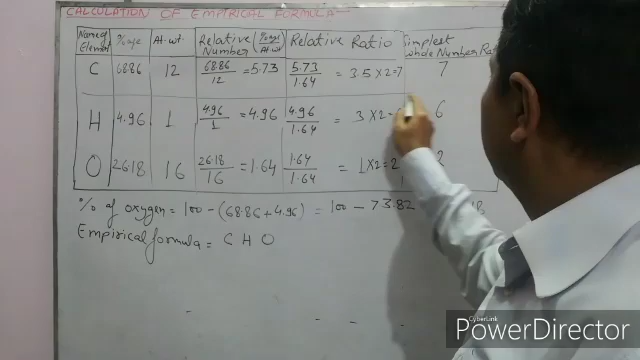 CALCULATION OF EMPIRICAL FORMULA
Name of Element %age At. wt. Relative Number (%age/At.wt) Relative Ratio Simplest whole Number Rat
C 68.86 12 68.86/12 = 5.73 5.73/1.64 = 3.5 × 2 = 7 7
H 4.96 1 4.96/1 = 4.96 4.96/1.64 = 3 × 2 = 6
O 26.18 16 26.18/16 = 1.64 1.64/1.64 = 1 × 2 = 2 2
% of oxygen = 100 - (68.86 + 4.96) = 100 - 73.82 18
Empirical formula = C H O
CyberLink
PowerDirector